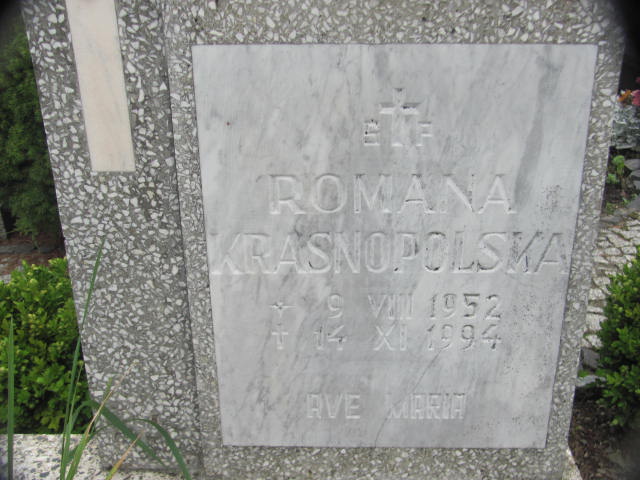 Ś † P
ROMANA
KRASNOPOLSKA
* 9 VIII 1952
† 14 XI 1994
AVE MARIA